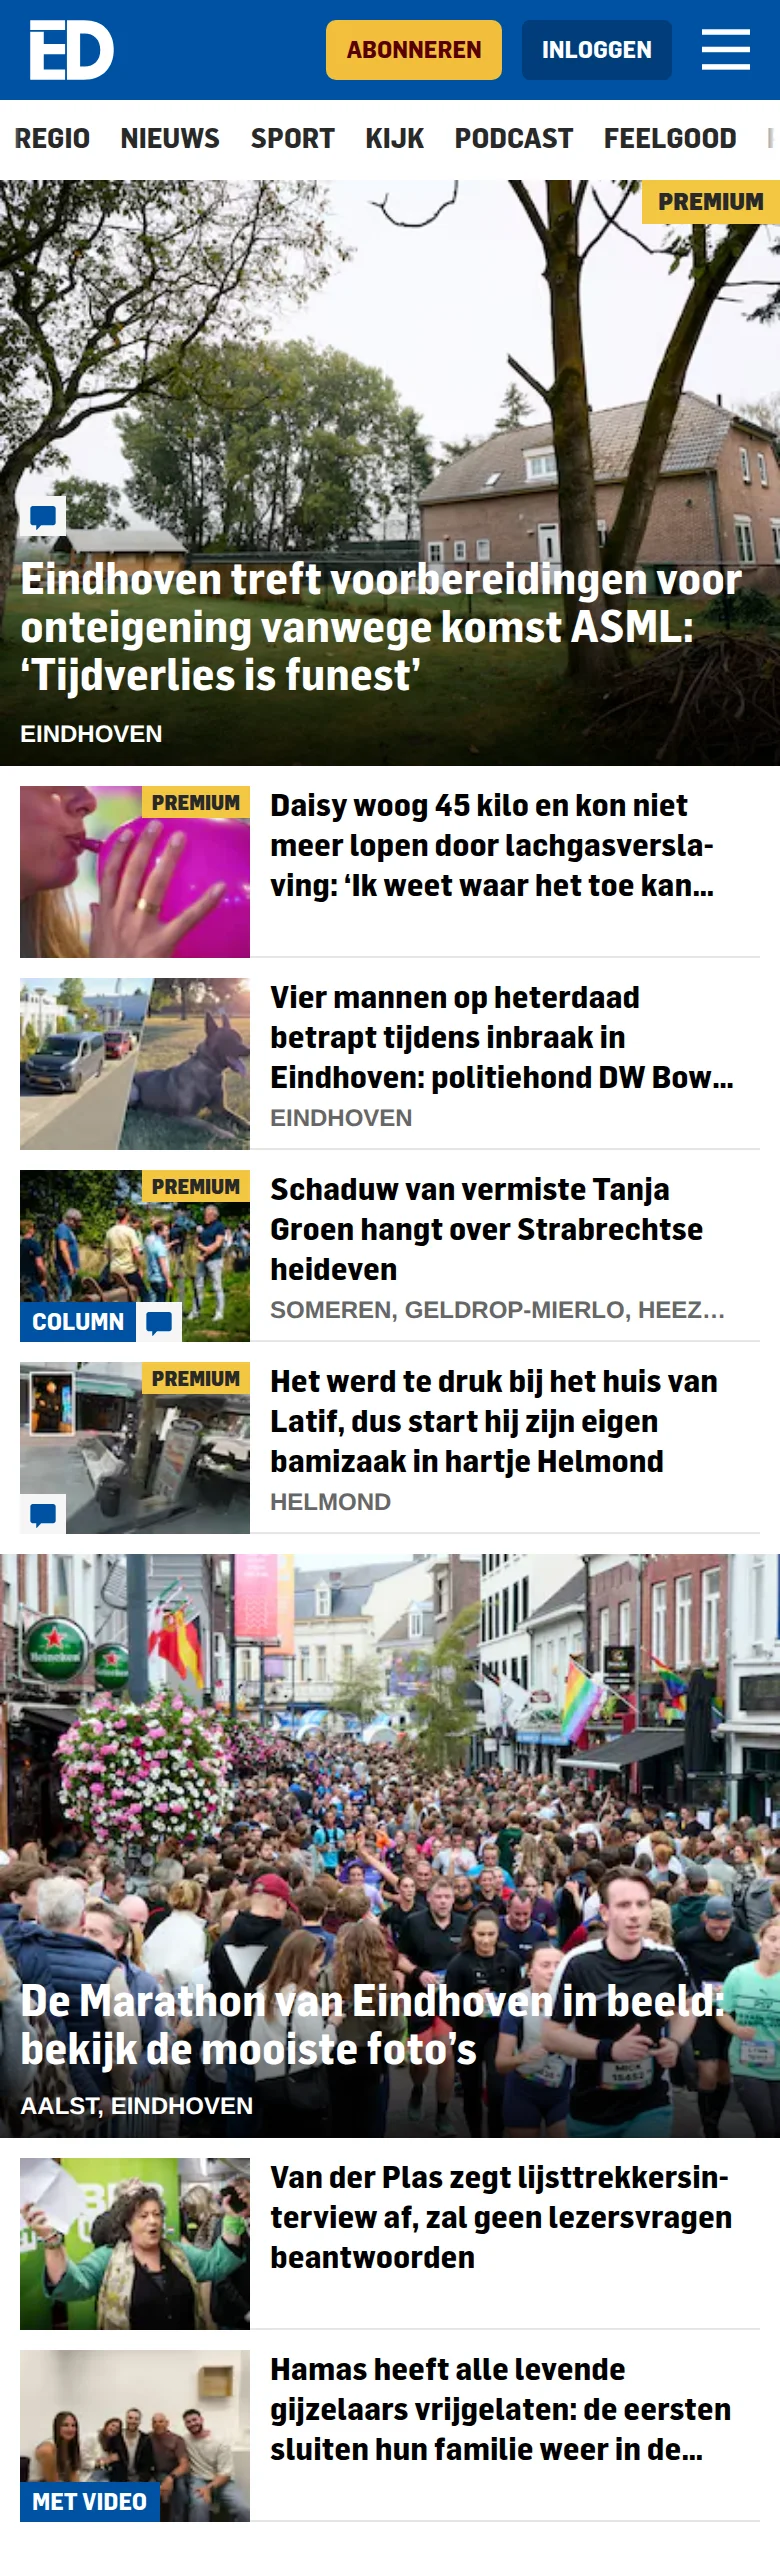 ED
ABONNEREN
INLOGGEN
REGIO NIEUWS SPORT KIJK PODCAST FEELGOOD
PREMIUM
Eindhoven treft voorbereidingen voor
onteigening vanwege komst ASML:
‘Tijdverlies is funest’
EINDHOVEN
PREMIUM
Daisy woog 45 kilo en kon niet
meer lopen door lachgasversla-
ving: ‘Ik weet waar het toe kan...
Vier mannen op heterdaad
betrapt tijdens inbraak in
Eindhoven: politiehond DW Bow...
EINDHOVEN
PREMIUM
COLUMN
Schaduw van vermiste Tanja
Groen hangt over Strabrechtse
heideven
SOMEREN, GELDROP-MIERLO, HEEZ...
PREMIUM
Het werd te druk bij het huis van
Latif, dus start hij zijn eigen
bamizaak in hartje Helmond
HELMOND
Heineken
Heineken
De Marathon van Eindhoven in beeld:
bekijk de mooiste foto’s
AALST, EINDHOVEN
Van der Plas zegt lijsttrekkersin-
terview af, zal geen lezersvragen
beantwoorden
MET VIDEO
Hamas heeft alle levende
gijzelaars vrijgelaten: de eersten
sluiten hun familie weer in de...